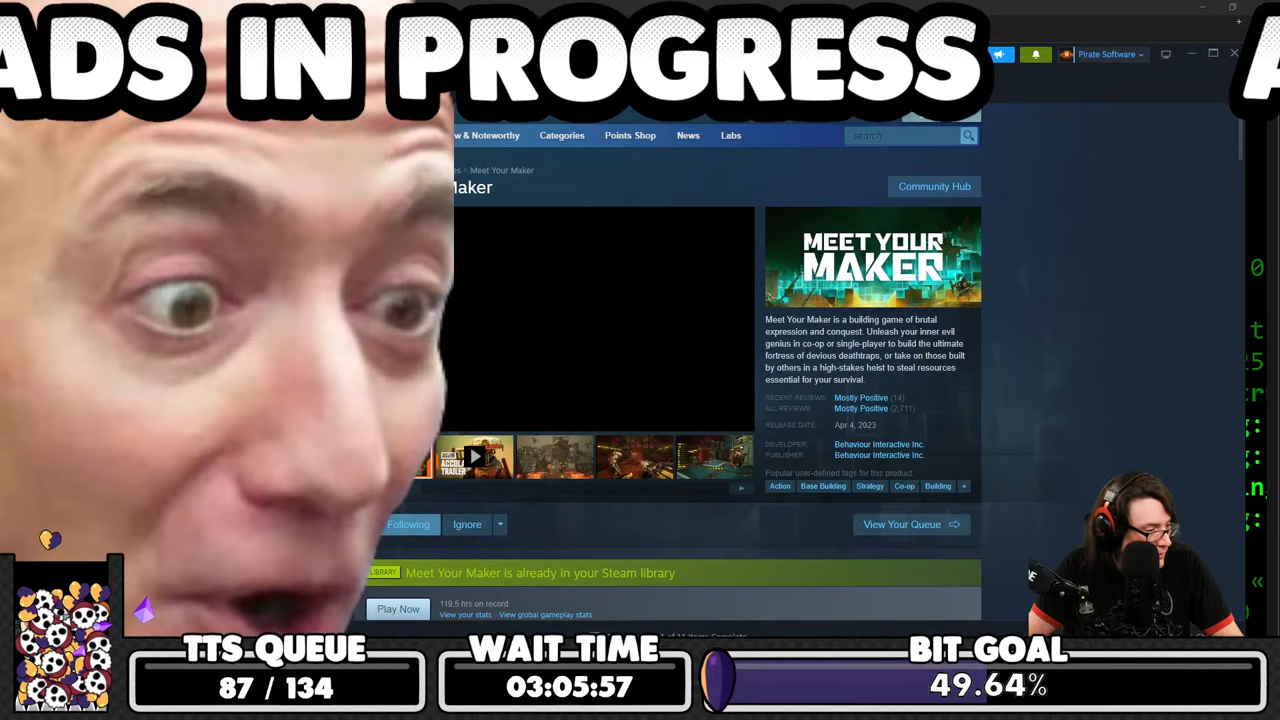 ADS IN PROGRESS
Pirate Software
w & Noteworthy
Categories
Points Shop
News
Labs
search
> Meet Your Maker
Maker
Community Hub
MEET YOUR
MAKER
Meet Your Maker is a building game of brutal
expression and conquest. Unleash your inner evil
genius in co-op or single-player to build the ultimate
fortress of devious deathtraps, or take on those built
by others in a high-stakes heist to steal resources
essential for your survival.
RECENT REVIEWS: Mostly Positive (14)
ALL REVIEWS: Mostly Positive (2,711)
RELEASE DATE: Apr 4, 2023
DEVELOPER: Behaviour Interactive Inc.
PUBLISHER: Behaviour Interactive Inc.
Popular user-defined tags for this product
Action
Base Building
Strategy
Co-op
Building
+
Following
Ignore
View Your Queue
LIBRARY
Meet Your Maker is already in your Steam library
Play Now
119.5 hrs on record
View your stats
View global gameplay stats
TTS QUEUE
87 / 134
WAIT TIME
03:05:57
BIT GOAL
49.64%